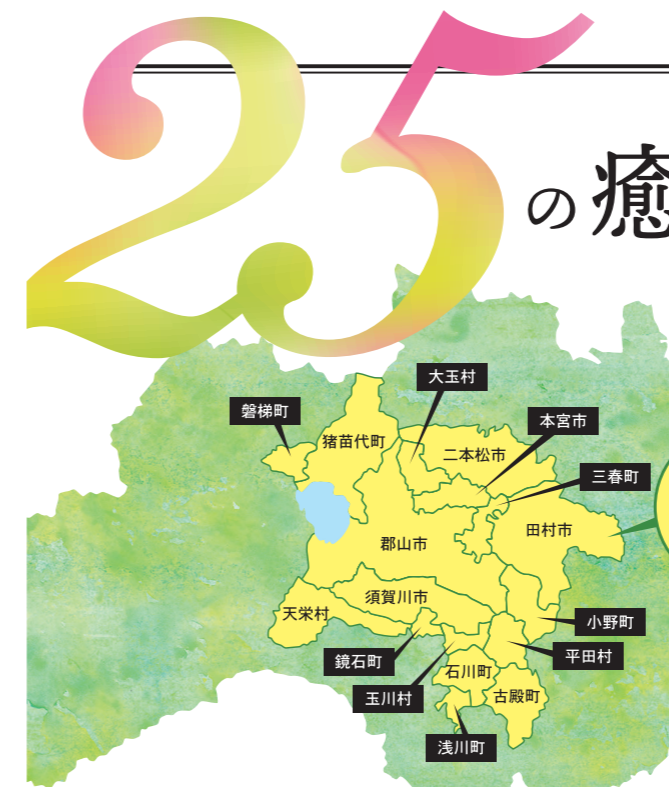 25
の癒
大玉村
磐梯町
本宮市
猪苗代町
二本松市
三春町
田村市
郡山市
須賀川市
天栄村
小野町
平田村
鏡石町
石川町
玉川村
古殿町
浅川町